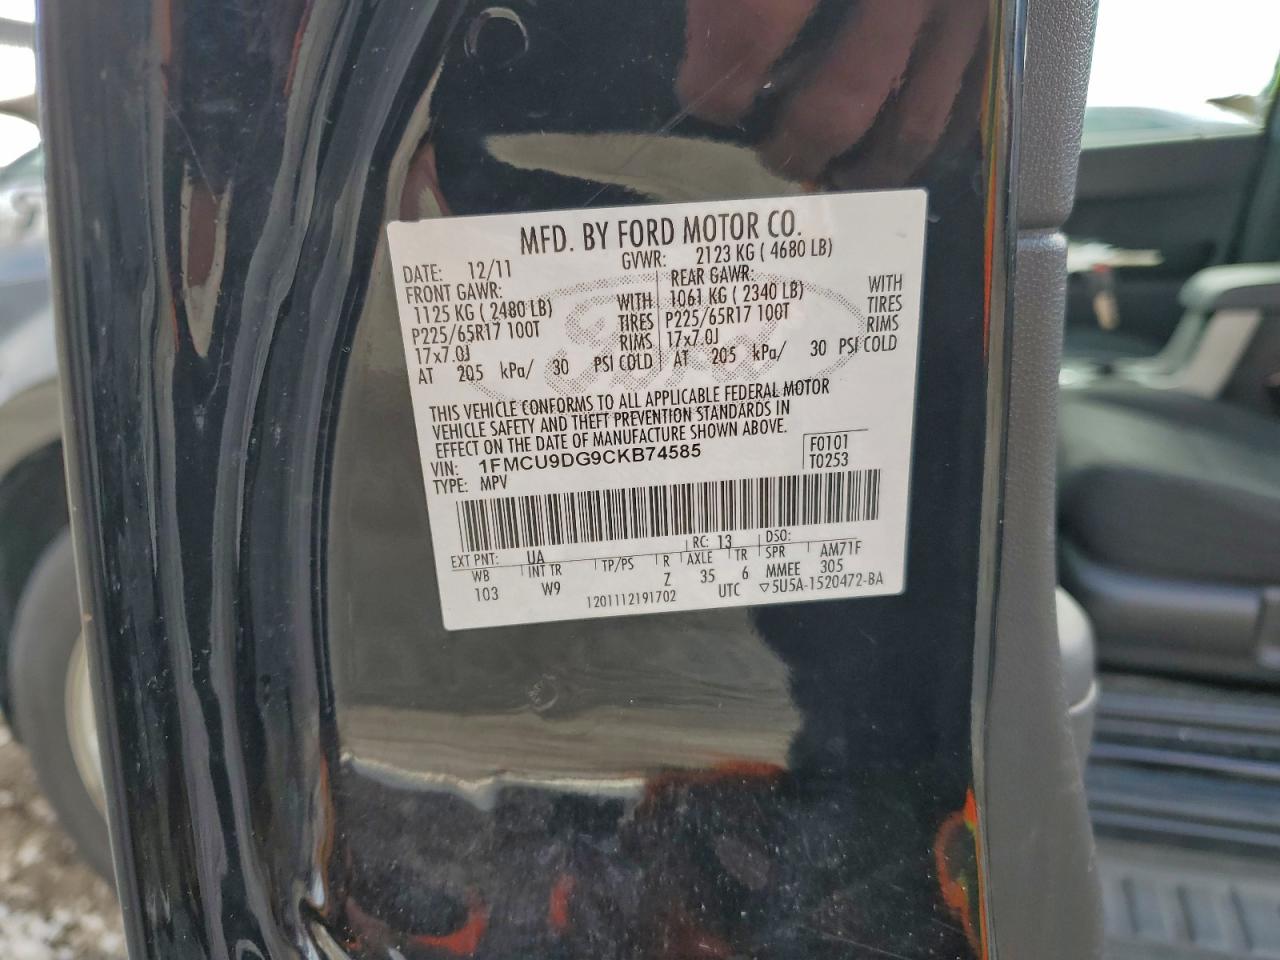 MFD. BY FORD MOTOR CO.
DATE: 12/11 GVWR: 2123 KG ( 4680 LB)
FRONT GAWR: REAR GAWR:
1125 KG ( 2480 LB) WITH 1061 KG ( 2340 LB) WITH
P225/65R17 100T TIRES P225/65R17 100T TIRES
17x7.0J RIMS 17x7.0J RIMS
AT 205 kPa/ 30 PSI COLD AT 205 kPa/ 30 PSI COLD
THIS VEHICLE CONFORMS TO ALL APPLICABLE FEDERAL MOTOR
VEHICLE SAFETY AND THEFT PREVENTION STANDARDS IN
EFFECT ON THE DATE OF MANUFACTURE SHOWN ABOVE.
VIN: 1FMCU9DG9CKB74585 F0101
TYPE: MPV T0253
EXT PNT: UA RC: 13 DSO:
WB INT TR TP/PS R AXLE TR SPR AM71F
103 W9 Z 35 6 MMEE 305
1201112191702 UTC ▽5U5A-1520472-BA